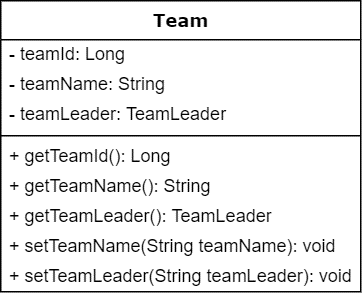 Team
- teamId: Long
- teamName: String
- teamLeader: TeamLeader
+ getTeamId(): Long
+ getTeamName(): String
+ getTeamLeader(): TeamLeader
+ setTeamName(String teamName): void
+ setTeamLeader(String teamLeader): void